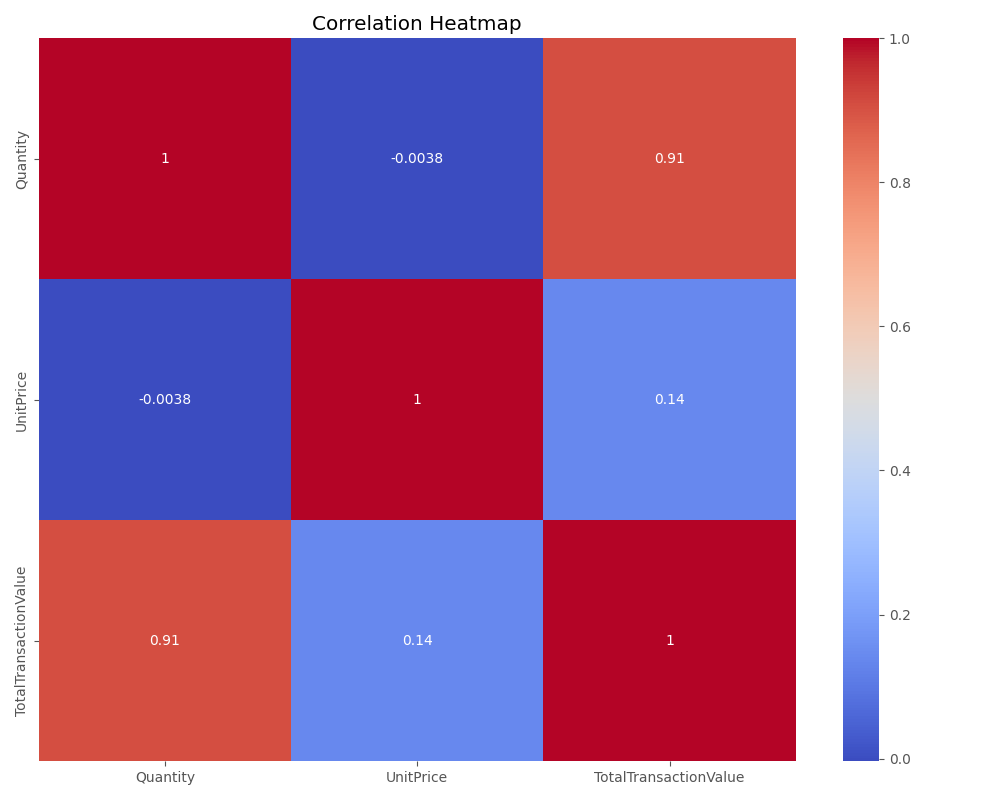 Correlation Heatmap
Quantity
1
-0.0038
0.91
UnitPrice
-0.0038
1
0.14
TotalTransactionValue
0.91
0.14
1
Quantity
UnitPrice
TotalTransactionValue
1.0
0.8
0.6
0.4
0.2
0.0